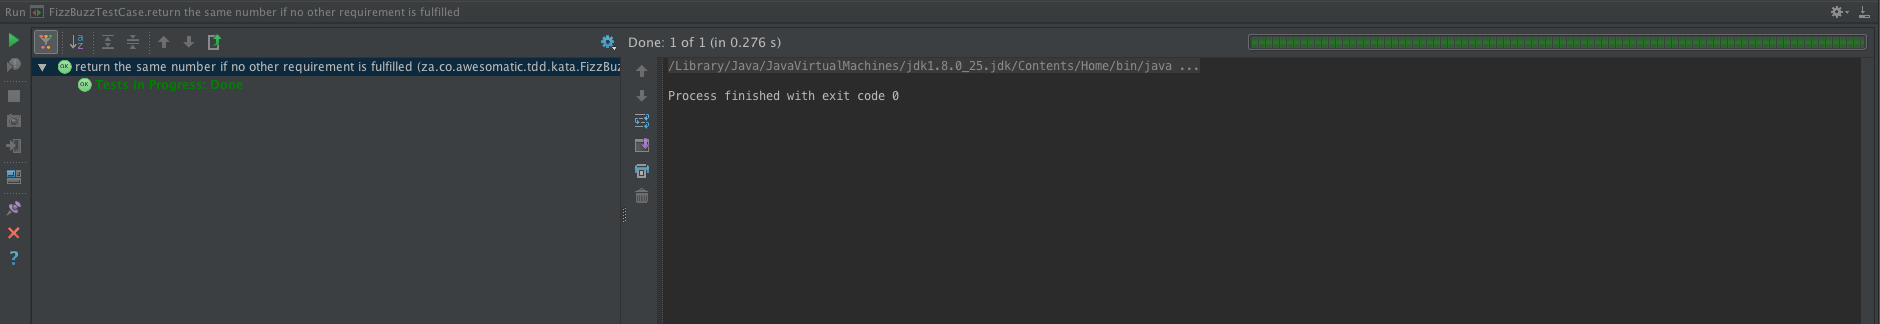 Run FizzBuzzTestCase.return the same number if no other requirement is fulfilled
Done: 1 of 1 (in 0.276 s)
OK return the same number if no other requirement is fulfilled (za.co.awesomatic.tdd.kata.FizzBuz
OK Tests in Progress: Done
/Library/Java/JavaVirtualMachines/jdk1.8.0_25.jdk/Contents/Home/bin/java ...
Process finished with exit code 0